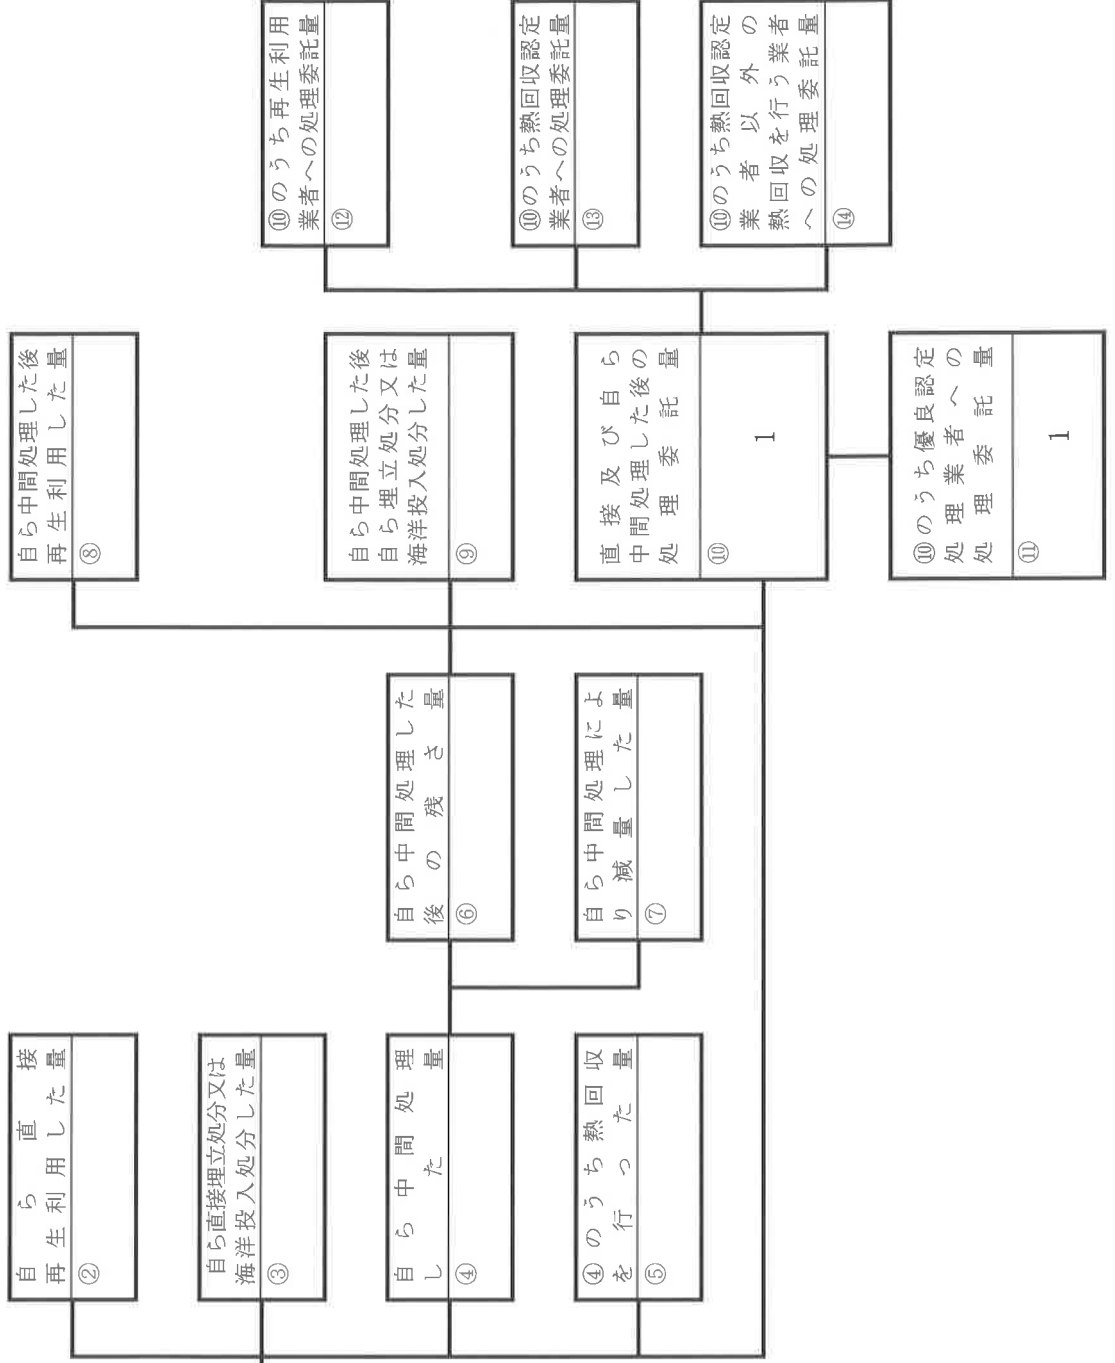 自ら直接
再生利用した量
②
自ら直接埋立処分又は
海洋投入処分した量
③
自ら中間処理
した量
④
④のうち熱回収
を行った量
⑤
自ら中間処理した
後の残さ量
⑥
自ら中間処理によ
り減量した量
⑦
自ら中間処理した後
再生利用した量
⑧
自ら中間処理した後
自ら埋立処分又は
海洋投入処分した量
⑨
直接及び自ら
中間処理した後の
処理委託量
⑩
1
⑩のうち優良認定
処理業者への
処理委託量
⑪
1
⑩のうち再生利用
業者への処理委託量
⑫
⑩のうち熱回収認定
業者への処理委託量
⑬
⑩のうち熱回収認定
業者以外の
熱回収を行う業者
への処理委託量
⑭